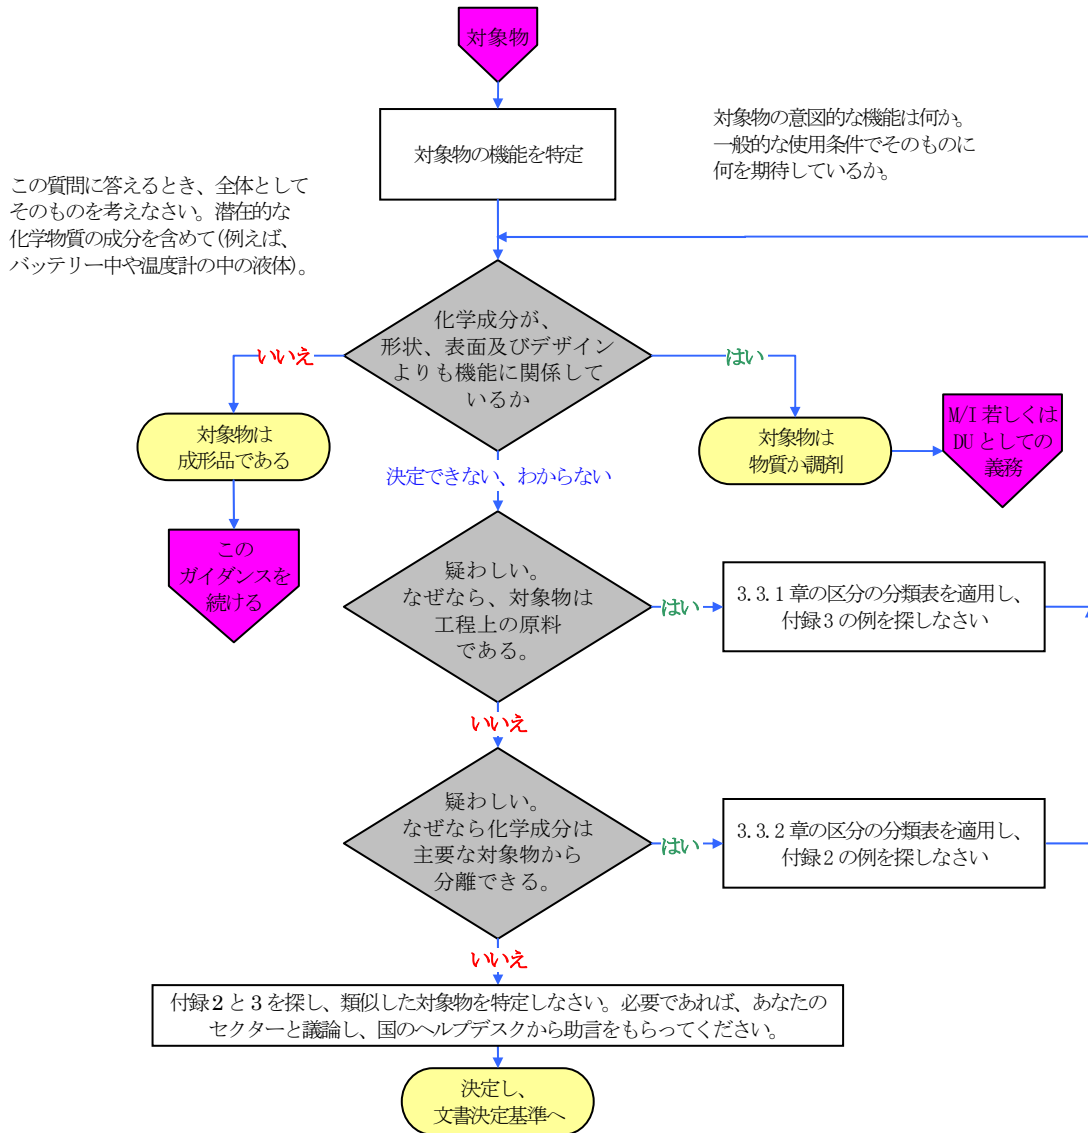 対象物
対象物の機能を特定
対象物の意図的な機能は何か。
一般的な使用条件でそのものに
何を期待しているか。
この質問に答えるとき、全体として
そのものを考えなさい。潜在的な
化学物質の成分を含めて(例えば、
バッテリー中や温度計の中の液体)。
化学成分が、
形状、表面及びデザイン
よりも機能に関係して
いるか
いいえ
はい
対象物は
成形品である
対象物は
物質か調剤
M/I 若しくは
DU としての
義務
決定できない、わからない
この
ガイダンスを
続ける
疑わしい。
なぜなら、対象物は
工程上の原料
である。
はい
3.3.1 章の区分の分類表を適用し、
付録3 の例を探しなさい
いいえ
疑わしい。
なぜなら化学成分は
主要な対象物から
分離できる。
はい
3.3.2 章の区分の分類表を適用し、
付録2 の例を探しなさい
いいえ
付録2 と 3 を探し、類似した対象物を特定しなさい。必要であれば、あなたの
セクターと議論し、国のヘルプデスクから助言をもらってください。
決定し、
文書決定基準へ